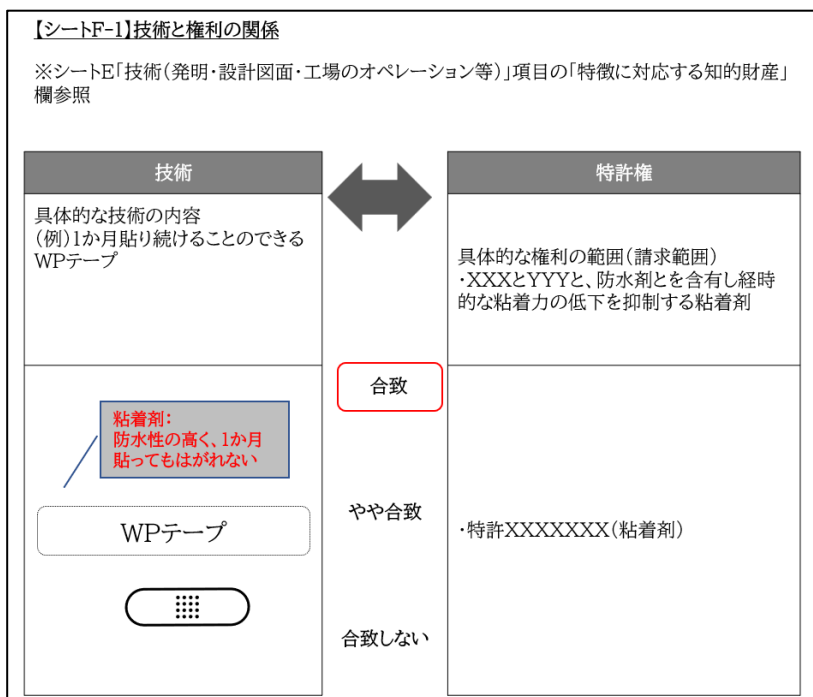 【シートF-1】技術と権利の関係
※シートE「技術(発明・設計図面・工場のオペレーション等)」項目の「特徴に対応する知的財産」
欄参照
技術
特許権
具体的な技術の内容
(例)1か月貼り続けることのできる
WPテープ
具体的な権利の範囲(請求範囲)
・XXXとYYYと、防水剤とを含有し経時
的な粘着力の低下を抑制する粘着剤
合致
粘着剤:
防水性の高く、1か月
貼ってもはがれない
やや合致
WPテープ
・特許XXXXXXX(粘着剤)
合致しない